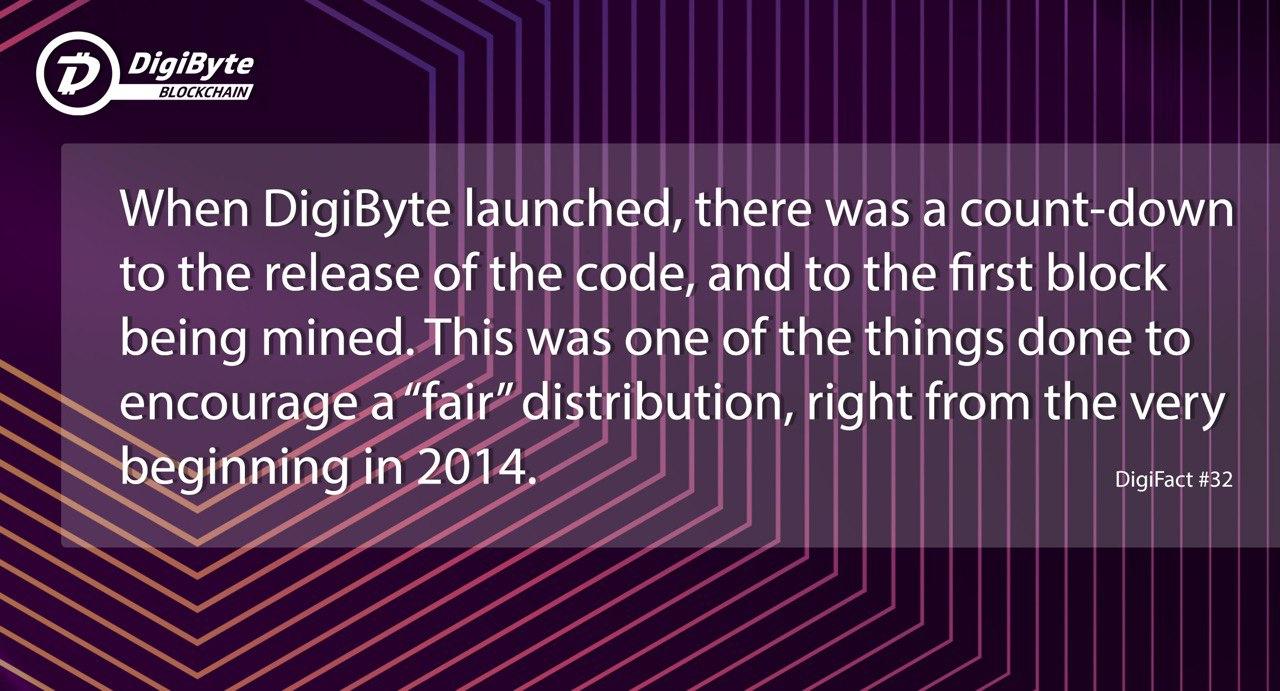 DigiByte
BLOCKCHAIN
When DigiByte launched, there was a count-down
to the release of the code, and to the first block
being mined. This was one of the things done to
encourage a “fair” distribution, right from the very
beginning in 2014.
DigiFact #32